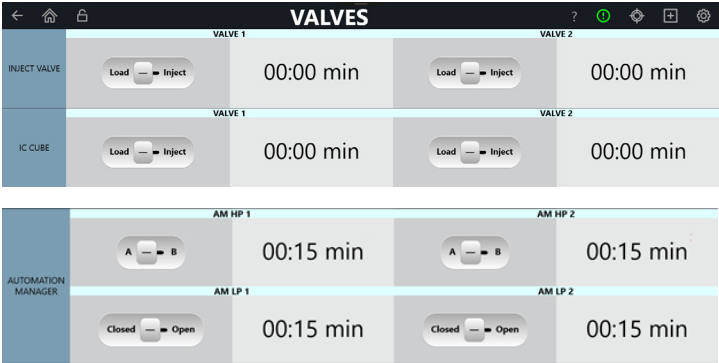 VALVES
?
VALVE 1 VALVE 2
INJECT VALVE Load Inject 00:00 min Load Inject 00:00 min
VALVE 1 VALVE 2
IC CUBE Load Inject 00:00 min Load Inject 00:00 min
AM HP 1 AM HP 2
A B 00:15 min A B 00:15 min
AUTOMATION
MANAGER
AM LP 1 AM LP 2
Closed Open 00:15 min Closed Open 00:15 min